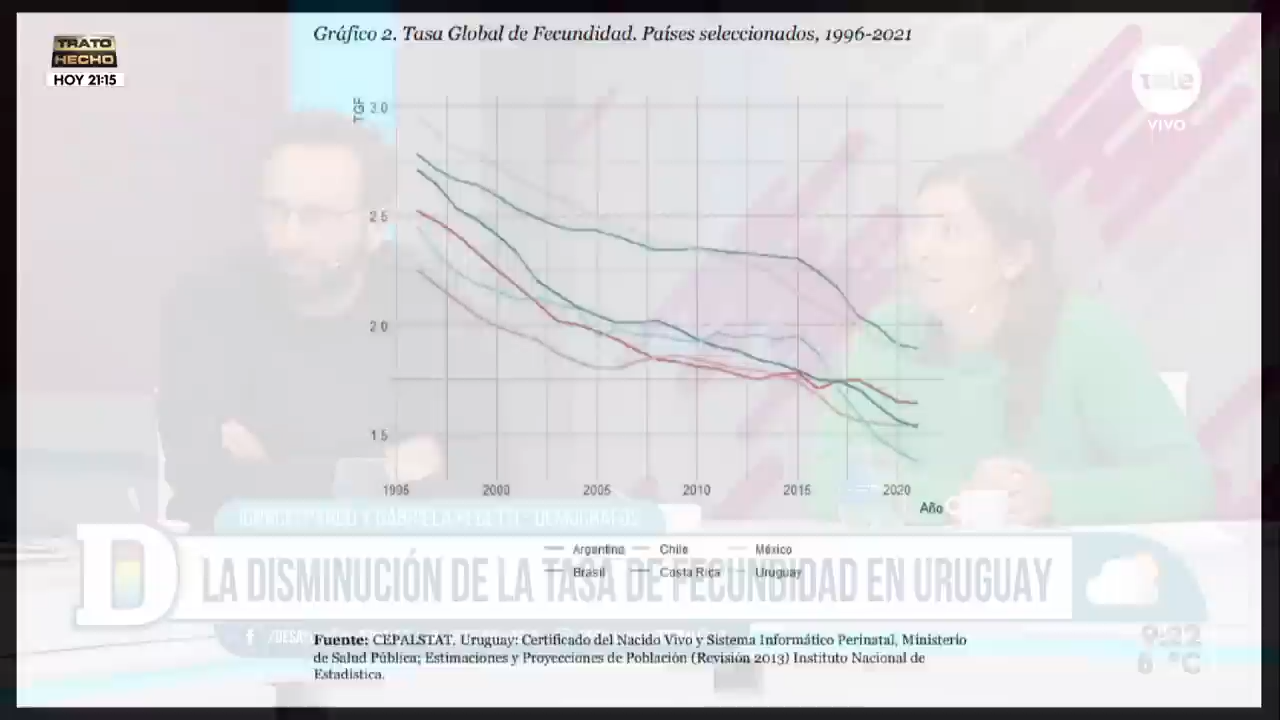 Gráfico 2. Tasa Global de Fecundidad. Países seleccionados, 1996-2021
TRATO
HECHO
HOY 21:15
tele
VIVO
TGF
3.0
2.5
2.0
1.5
1995 2000 2005 2010 2015 2020
Año
Argentina Chile México
Brasil Costa Rica Uruguay
D
LA DISMINUCIÓN DE LA TASA DE FECUNDIDAD EN URUGUAY
Fuente: CEPALSTAT. Uruguay: Certificado del Nacido Vivo y Sistema Informático Perinatal, Ministerio
de Salud Pública; Estimaciones y Proyecciones de Población (Revisión 2013) Instituto Nacional de
Estadística.
9:22
6 °C